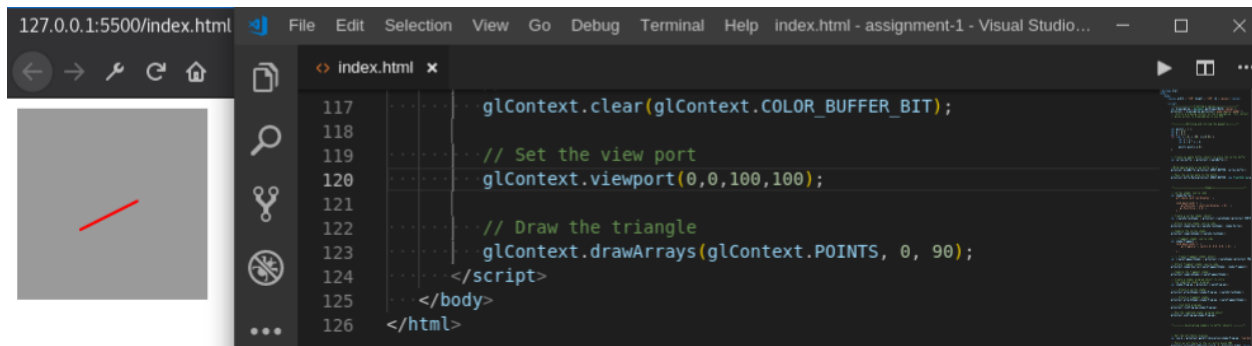 127.0.0.1:5500/index.html
File Edit Selection View Go Debug Terminal Help index.html - assignment-1 - Visual Studio...
<> index.html ×
117 glContext.clear(glContext.COLOR_BUFFER_BIT);
118
119 // Set the view port
120 glContext.viewport(0,0,100,100);
121
122 // Draw the triangle
123 glContext.drawArrays(glContext.POINTS, 0, 90);
124 </script>
125 </body>
126 </html>